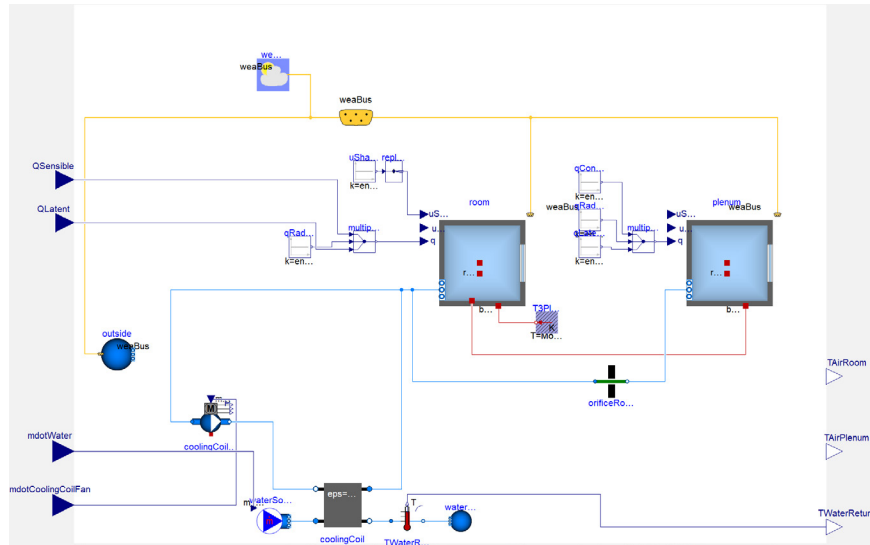 we...
weaBus
weaBus
uSha...
repl...
k=en...
QSensible
QLatent
qRad...
k=en...
multip...
room
uS...
u...
q
r...
b...
weaBus
qCon...
k=en...
qRad...
qLate...
k=en...
multip...
plenum
weaBus
uS...
u...
q
r...
b...
T3Pl...
K
T=Mo...
outside
weaBus
orificeRo...
TAirRoom
M
m...
coolingCoil...
mdotWater
TAirPlenum
mdotCoolingCoilFan
m...
waterSo...
m
eps=...
coolingCoil
T
TWaterR...
water...
TWaterRetur